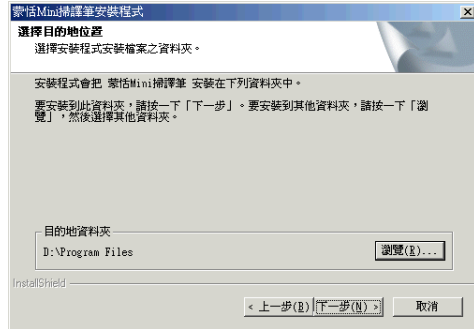 蒙恬Mini掃譯筆安裝程式
選擇目的地位置
選擇安裝程式安裝檔案之資料夾。
安裝程式會把 蒙恬Mini掃譯筆 安裝在下列資料夾中。
要安裝到此資料夾，請按一下「下一步」。要安裝到其他資料夾，請按一下「瀏
覽」，然後選擇其他資料夾。
目的地資料夾
D:\Program Files
瀏覽(R)...
InstallShield
< 上一步(B)
下一步(N) >
取消